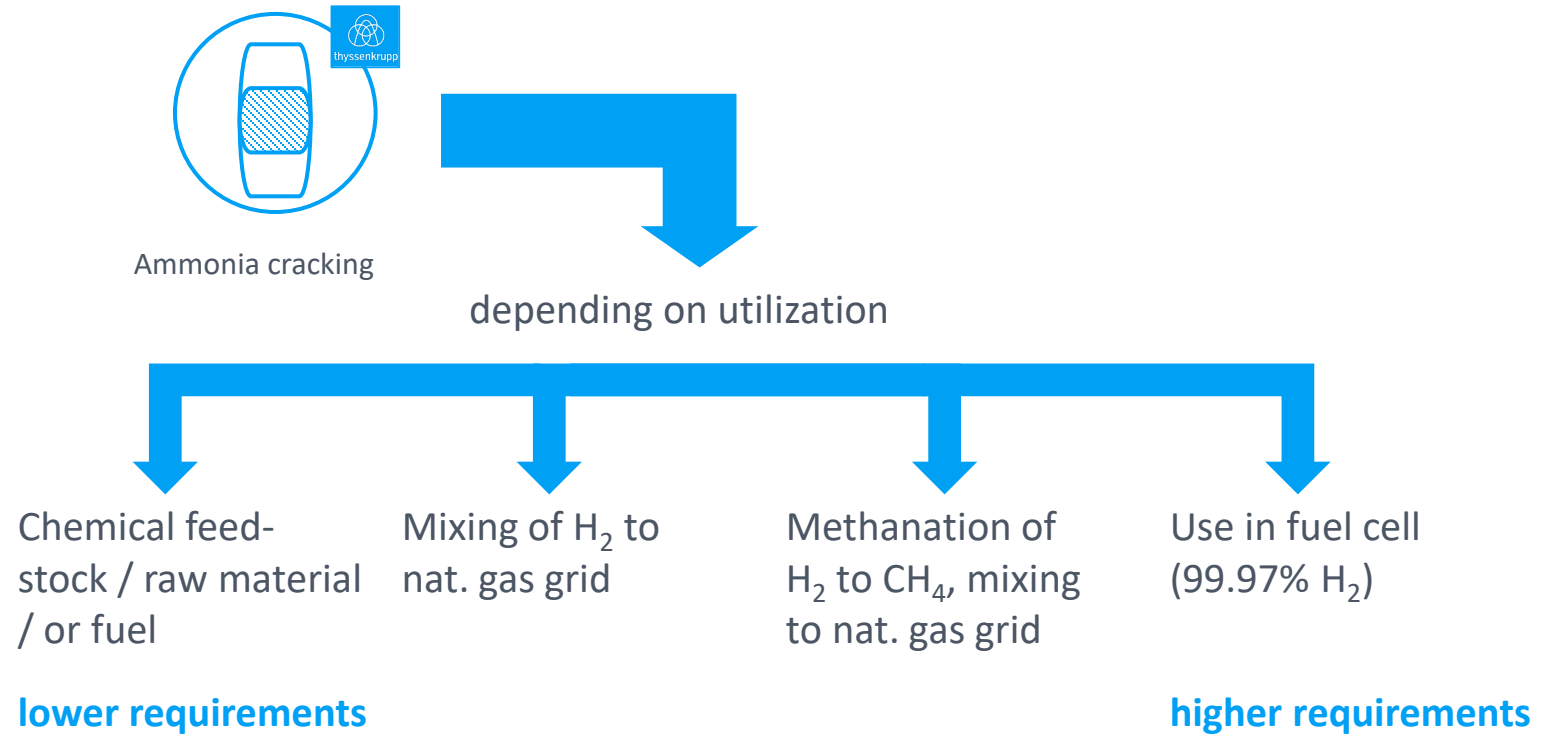 thyssenkrupp
Ammonia cracking
depending on utilization
Chemical feed-
stock / raw material
/ or fuel
Mixing of H₂ to
nat. gas grid
Methanation of
H₂ to CH₄, mixing
to nat. gas grid
Use in fuel cell
(99.97% H₂)
lower requirements
higher requirements